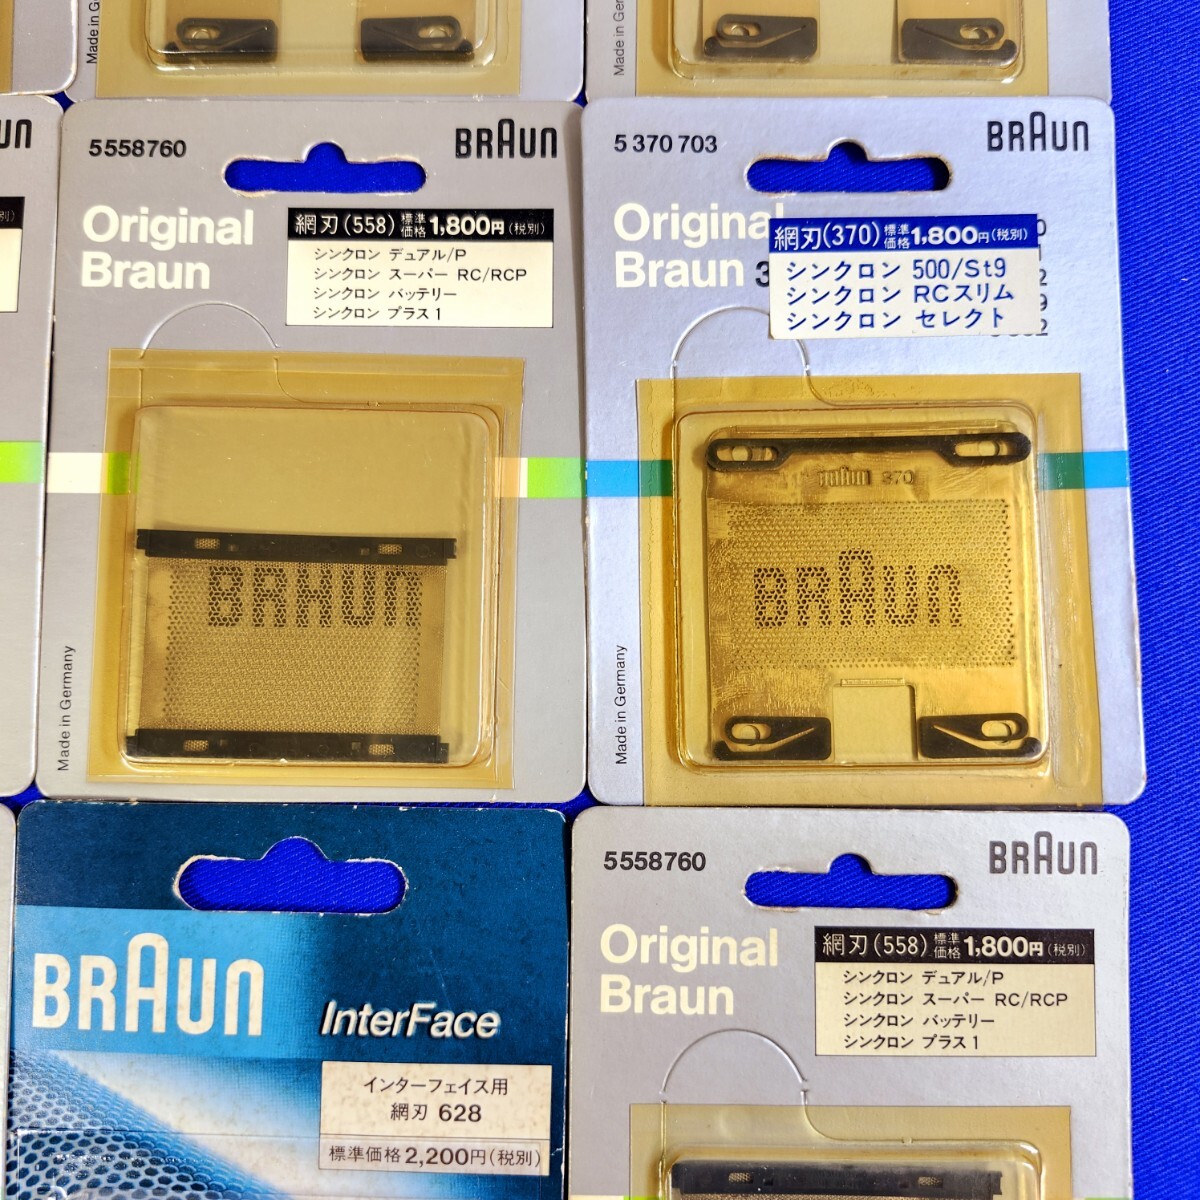 Made in G
Made in Germany
5558760
BRAUN
Original
Braun
網刃(558) 標準価格 1,800円(税別)
シンクロン デュアル/P
シンクロン スーパー RC/RCP
シンクロン バッテリー
シンクロン プラス1
BRAUN
Made in Germany
5 370 703
BRAUN
Original
Braun 3
網刃(370) 標準価格 1,800円(税別)
シンクロン 500/St9
シンクロン RCスリム
シンクロン セレクト
BRAUN 370
BRAUN
Made in Germany
UN
別)
BRAUN
InterFace
インターフェイス用
網刃 628
標準価格 2,200円(税別)
5558760
BRAUN
Original
Braun
網刃(558) 標準価格 1,800円(税別)
シンクロン デュアル/P
シンクロン スーパー RC/RCP
シンクロン バッテリー
シンクロン プラス1